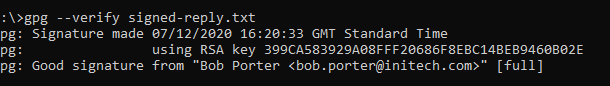 :\>gpg --verify signed-reply.txt
pg: Signature made 07/12/2020 16:20:33 GMT Standard Time
pg:                using RSA key 399CA583929A08FFF20686F8EBC14BEB9460B02E
pg: Good signature from "Bob Porter <bob.porter@initech.com>" [full]